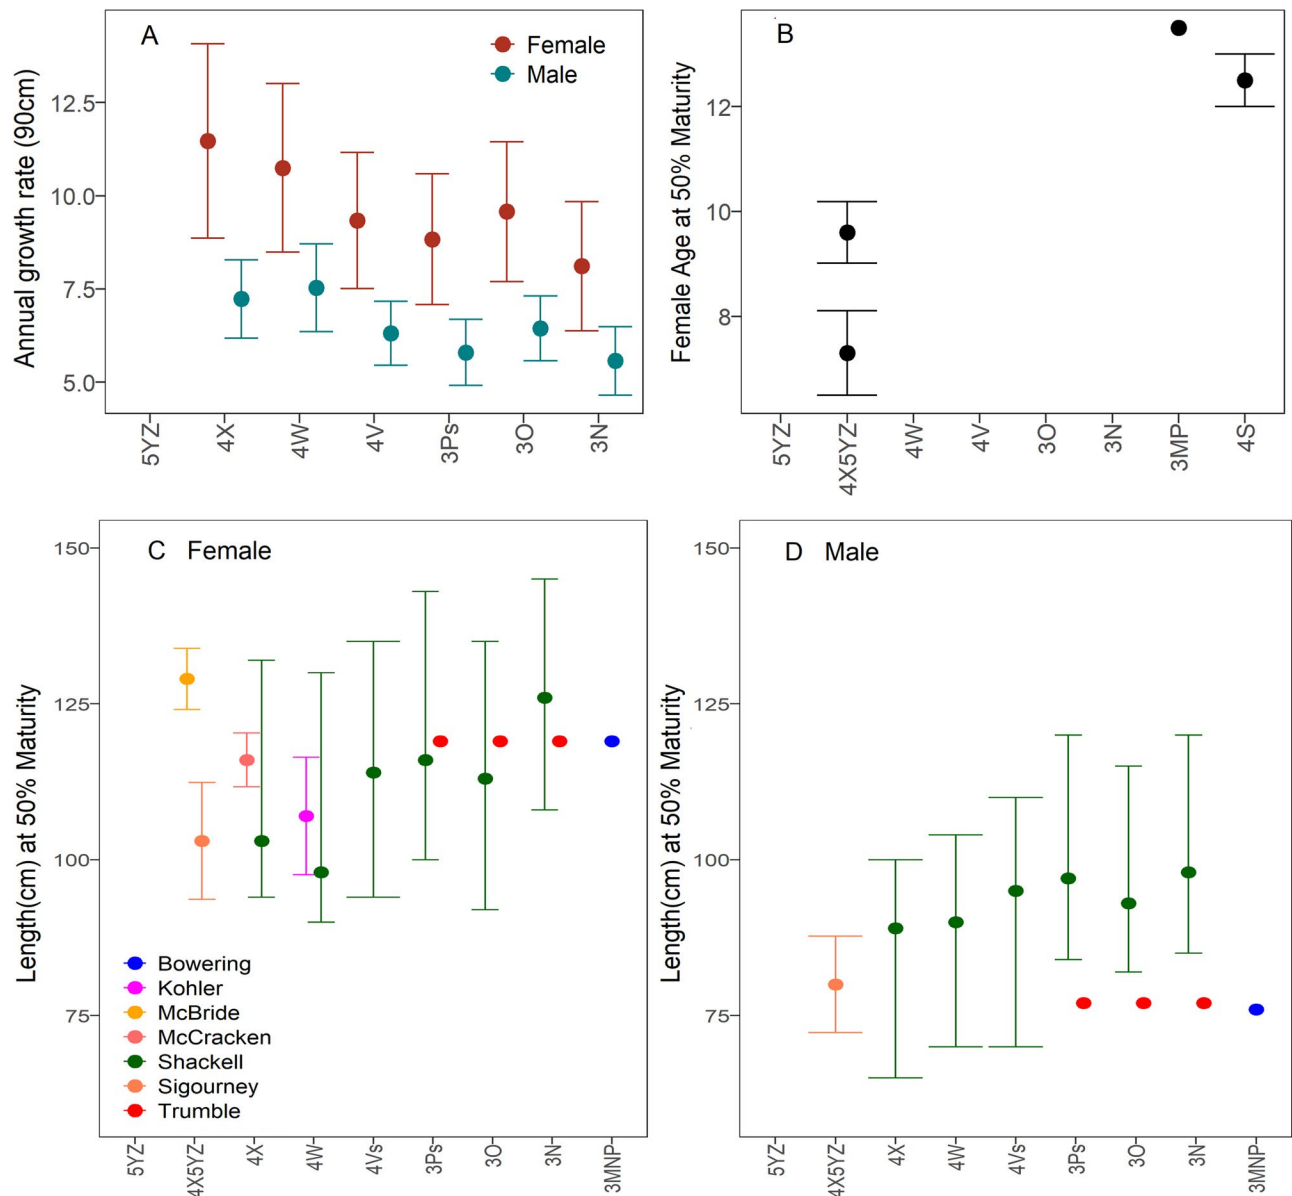 A
Female
Male
Annual growth rate (90cm)
12.5
10.0
7.5
5.0
5YZ
4X
4W
4V
3Ps
3O
3N
B
Female Age at 50% Maturity
12
10
8
5YZ
4X5YZ
4W
4V
3O
3N
3MP
4S
C Female
Length(cm) at 50% Maturity
150
125
100
75
Bowering
Kohler
McBride
McCracken
Shackell
Sigourney
Trumble
5YZ
4X5YZ
4X
4W
4Vs
3Ps
3O
3N
3MNP
D Male
Length(cm) at 50% Maturity
150
125
100
75
5YZ
4X5YZ
4X
4W
4Vs
3Ps
3O
3N
3MNP